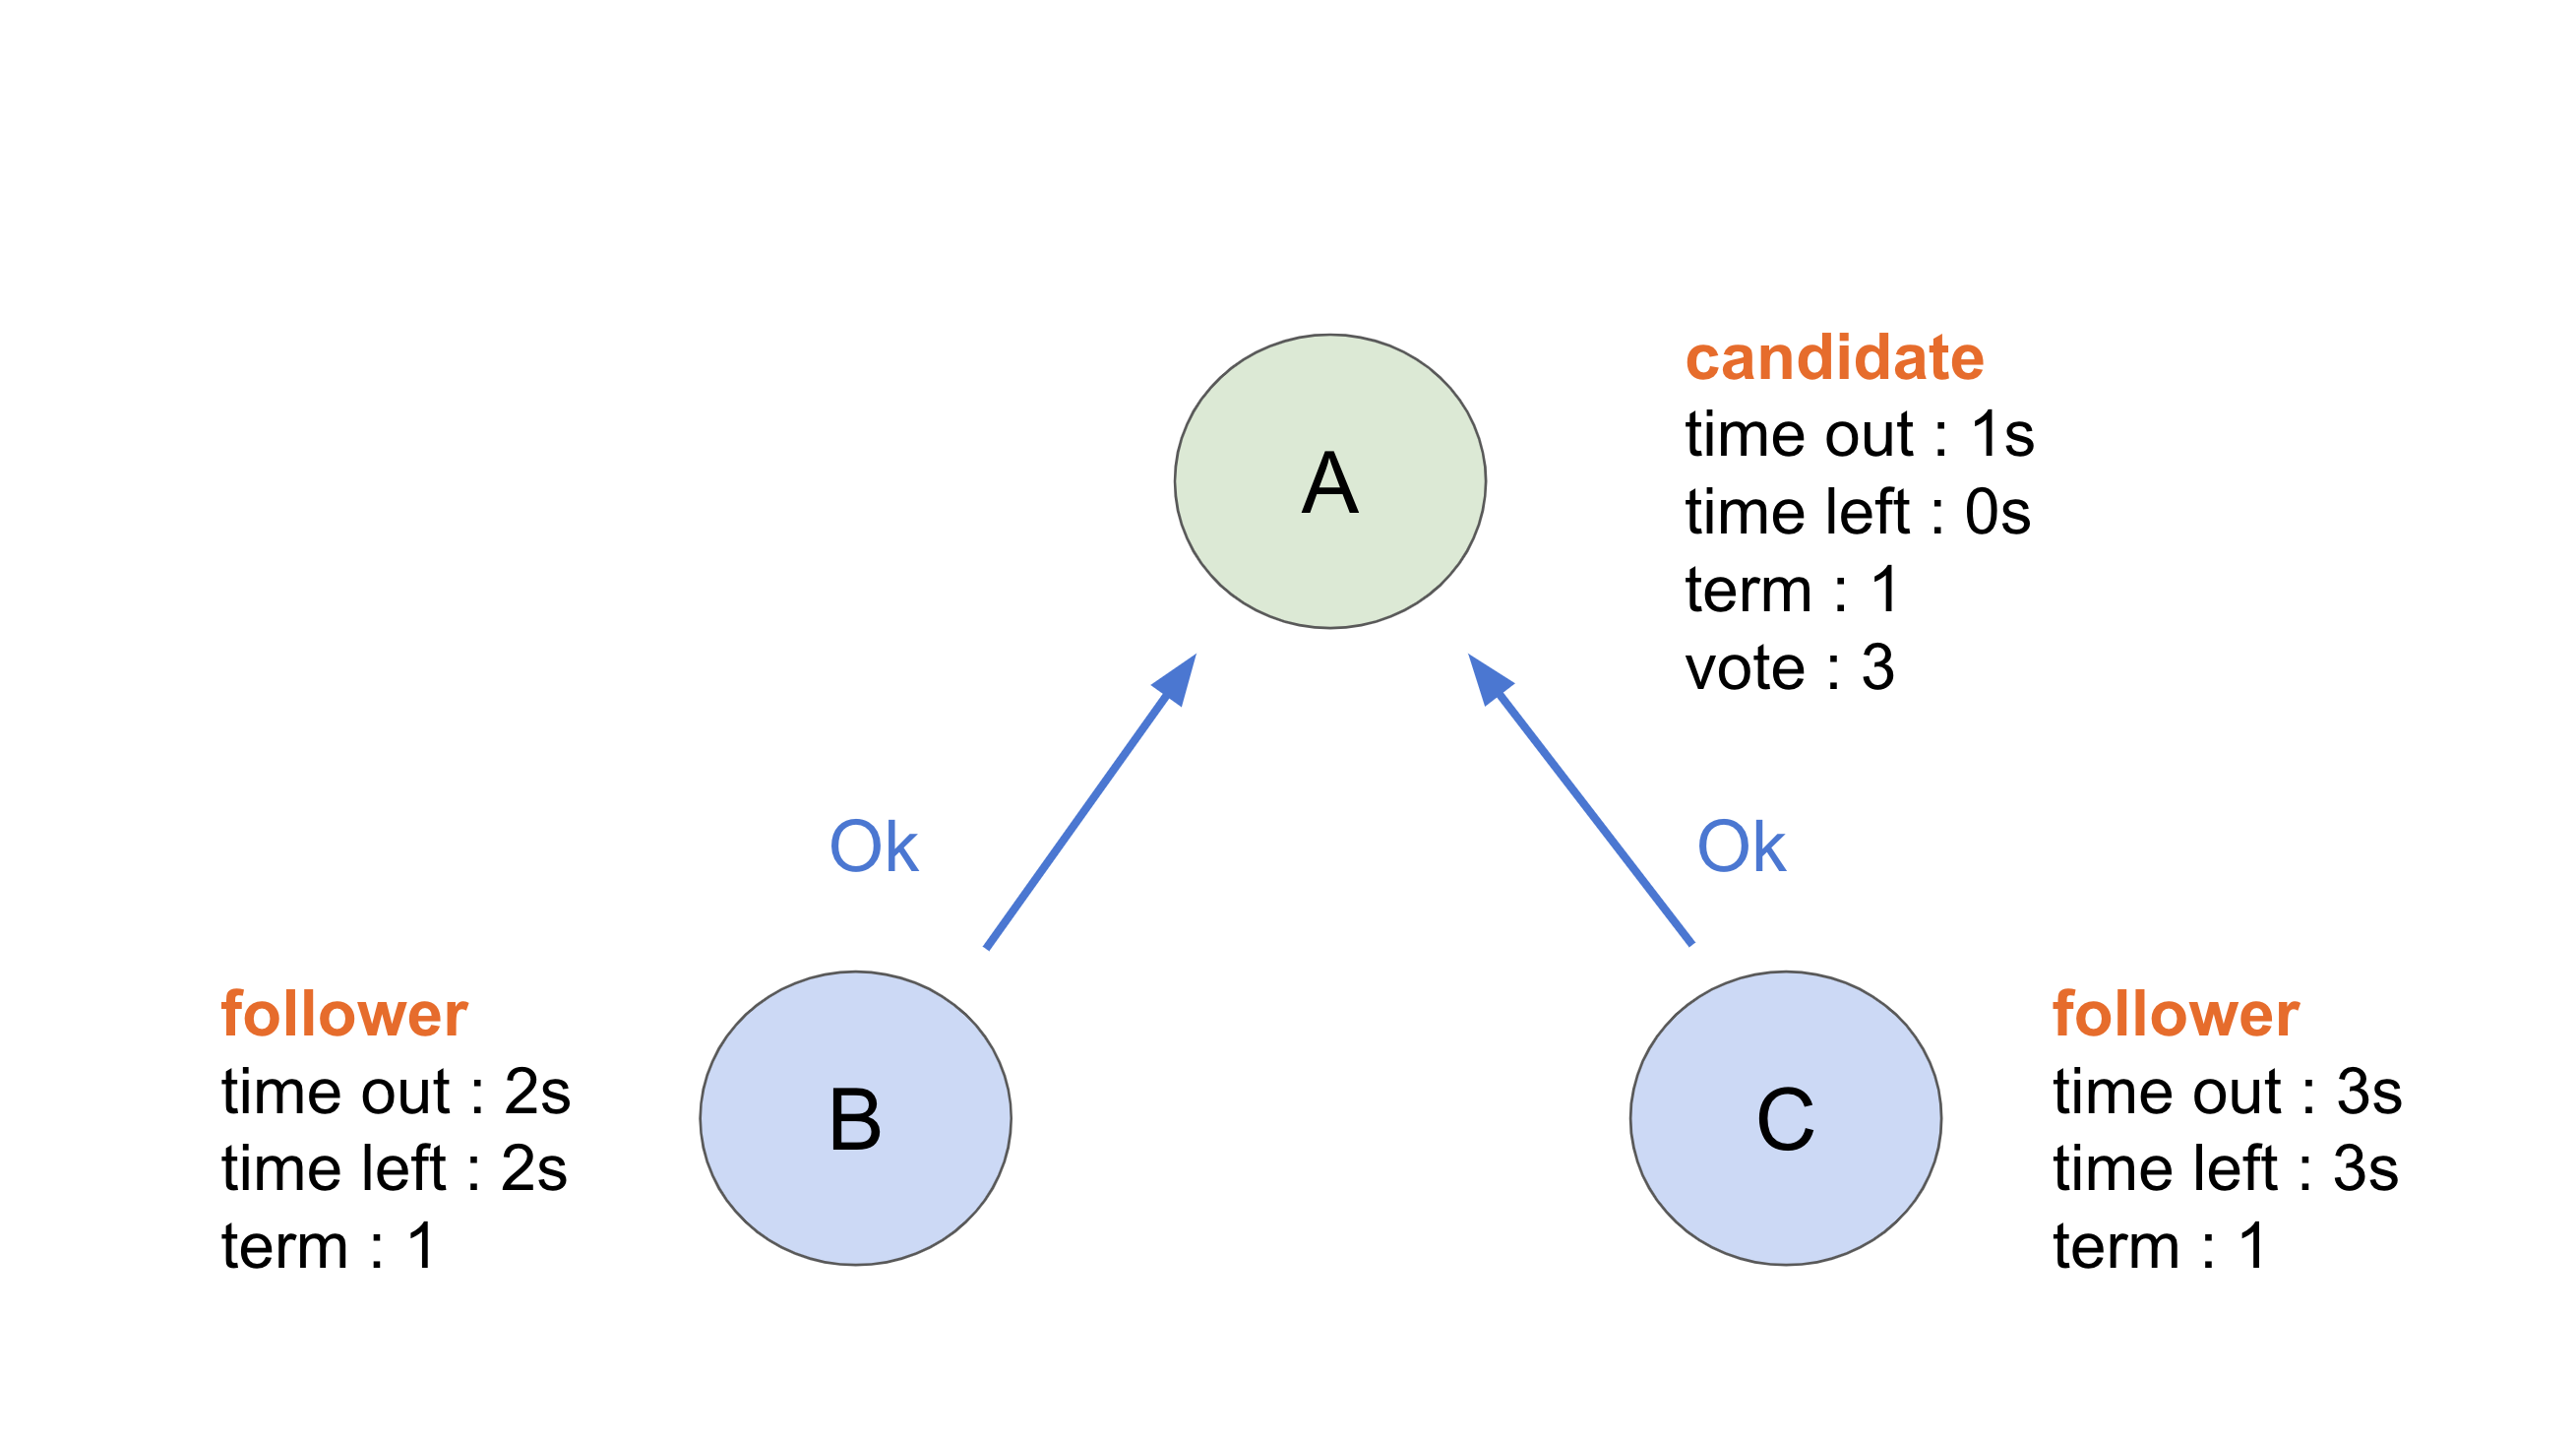 A
candidate
time out : 1s
time left : 0s
term : 1
vote : 3
Ok
Ok
follower
time out : 2s
time left : 2s
term : 1
B
C
follower
time out : 3s
time left : 3s
term : 1